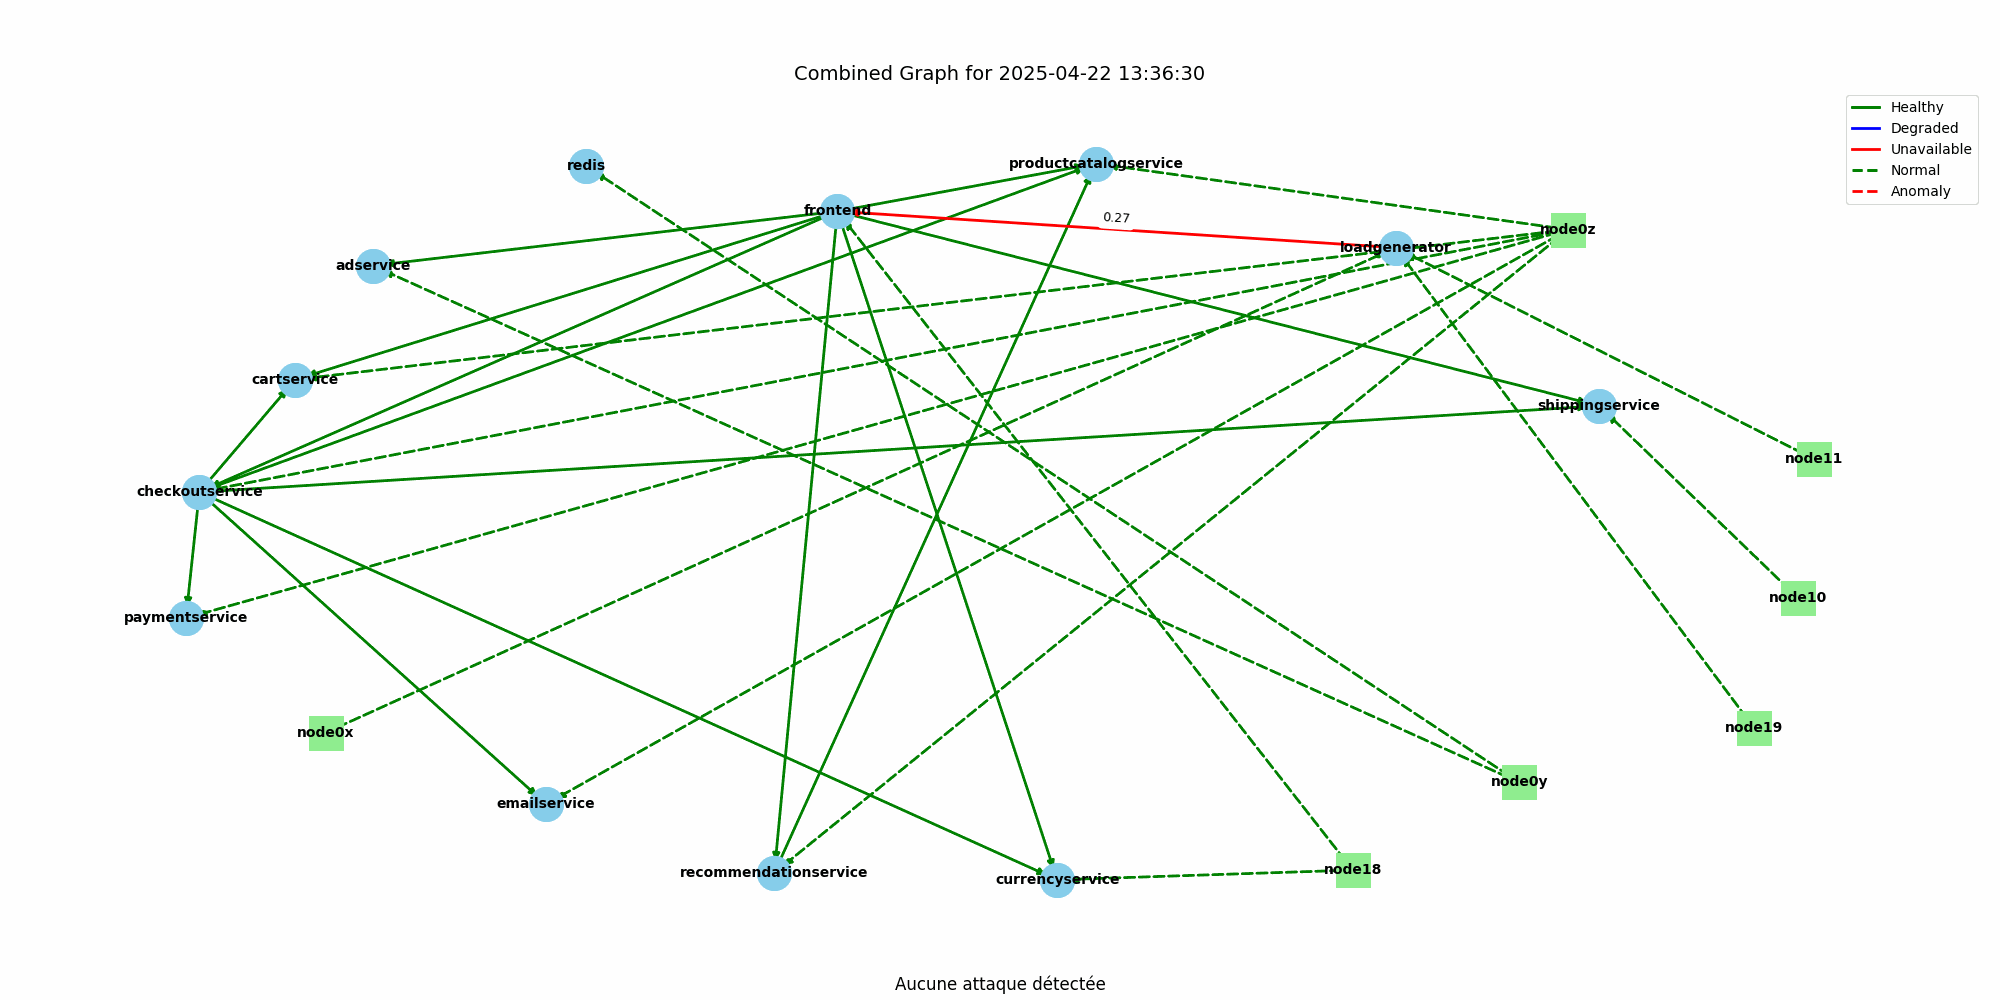 Combined Graph for 2025-04-22 13:36:30
Healthy
Degraded
Unavailable
Normal
Anomaly
redis
productcatalogservice
frontend
0.27
node0z
loadgenerator
adservice
cartservice
shippingservice
node11
checkoutservice
node10
paymentservice
node19
node0x
node0y
emailservice
recommendationservice
currencyservice
node18
Aucune attaque détectée